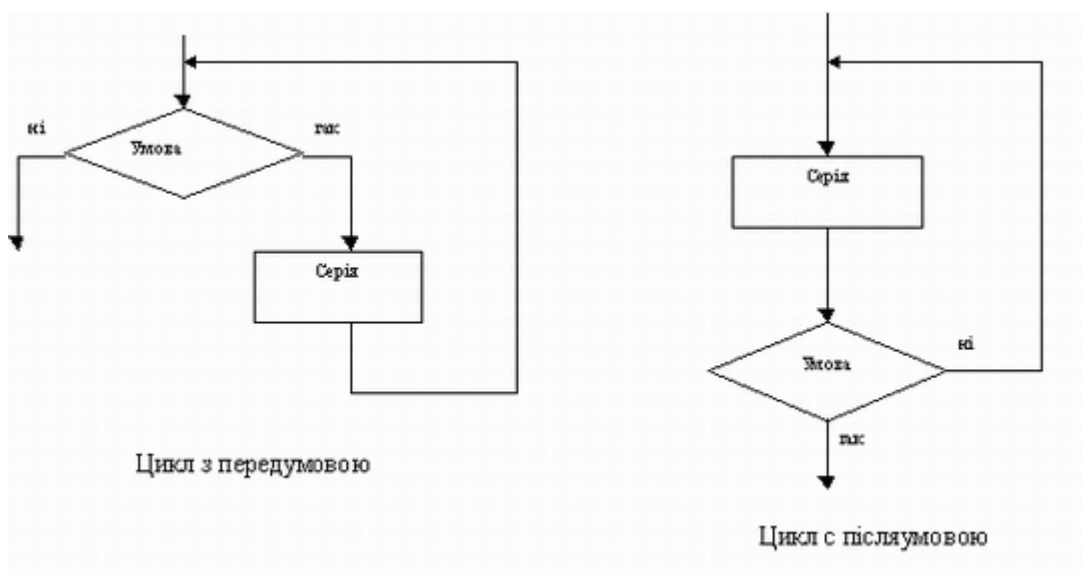 ні
так
Умова
Серія
Цикл з передумовою
Серія
Умова
ні
так
Цикл с післяумовою